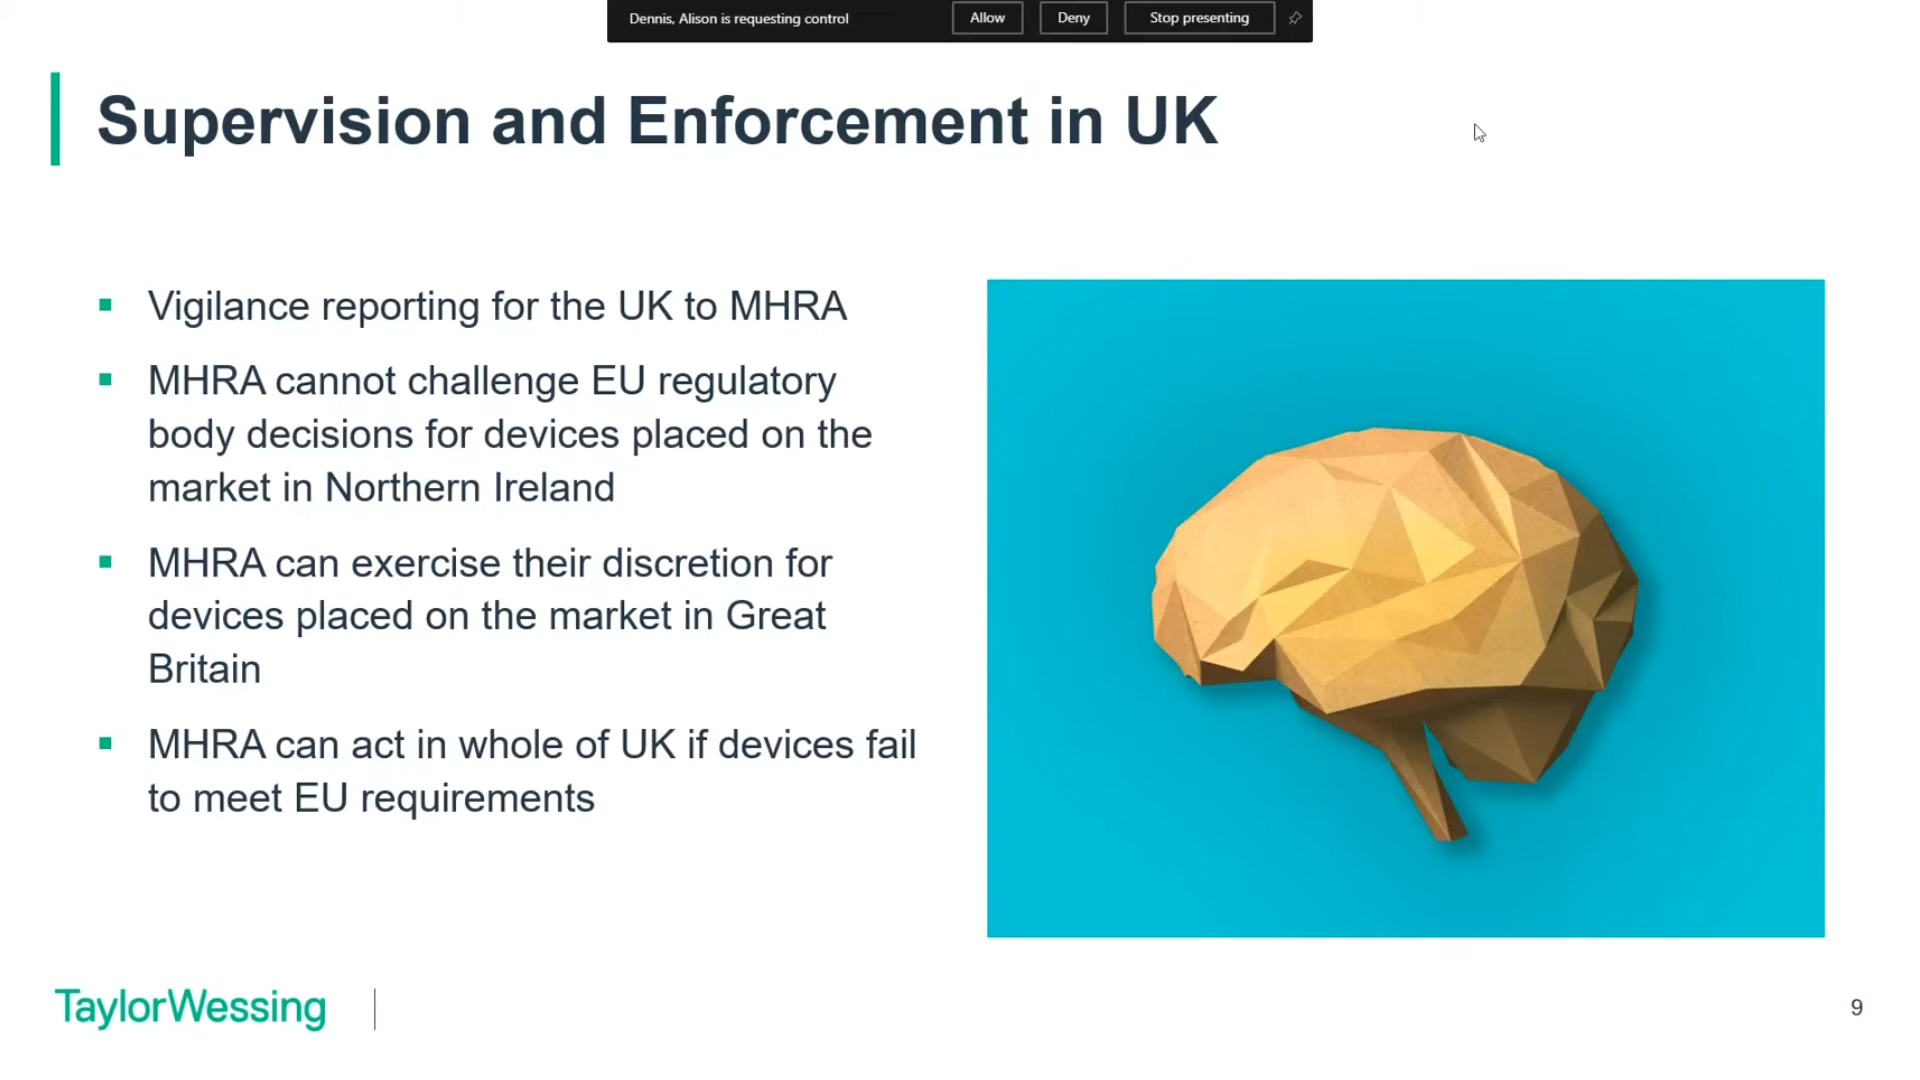 Dennis, Alison is requesting control
Allow
Deny
Stop presenting
Supervision and Enforcement in UK
Vigilance reporting for the UK to MHRA
MHRA cannot challenge EU regulatory
body decisions for devices placed on the
market in Northern Ireland
MHRA can exercise their discretion for
devices placed on the market in Great
Britain
MHRA can act in whole of UK if devices fail
to meet EU requirements
TaylorWessing
9